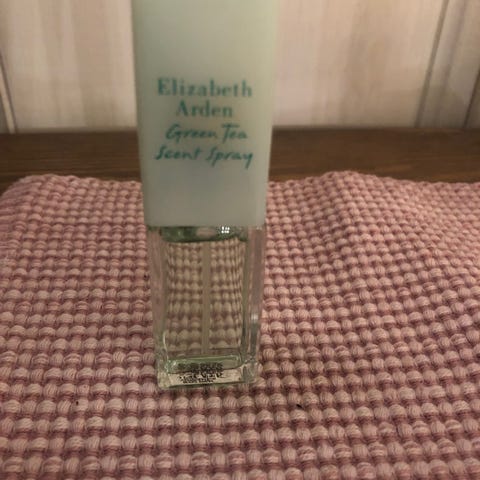 Elizabeth
Arden
Green Tea
Scent Spray